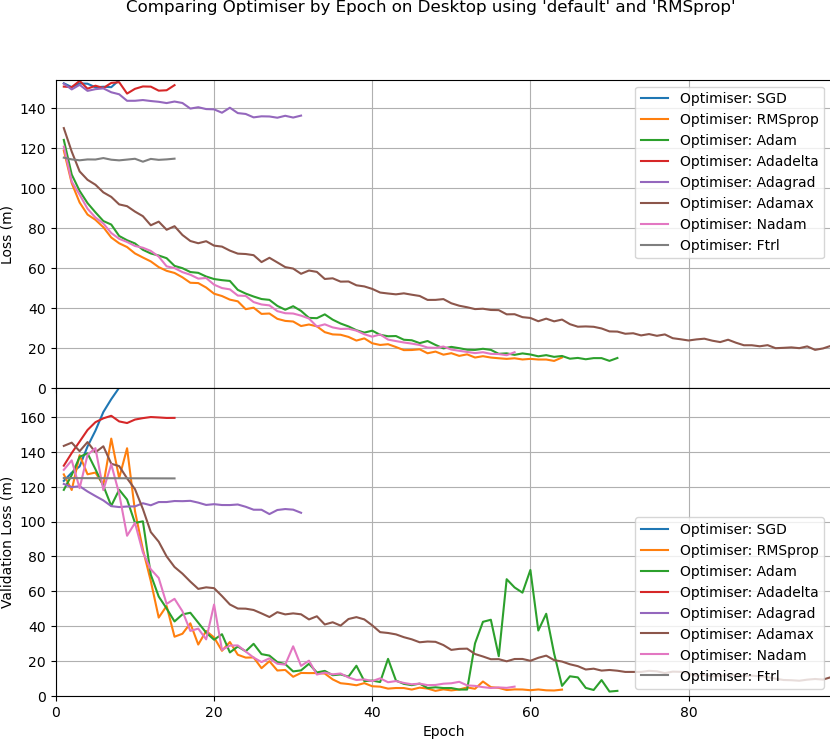 Comparing Optimiser by Epoch on Desktop using 'default' and 'RMSprop'
Loss (m)
140
120
100
80
60
40
20
0
Optimiser: SGD
Optimiser: RMSprop
Optimiser: Adam
Optimiser: Adadelta
Optimiser: Adagrad
Optimiser: Adamax
Optimiser: Nadam
Optimiser: Ftrl
Validation Loss (m)
160
140
120
100
80
60
40
20
0
Optimiser: SGD
Optimiser: RMSprop
Optimiser: Adam
Optimiser: Adadelta
Optimiser: Adagrad
Optimiser: Adamax
Optimiser: Nadam
Optimiser: Ftrl
0 20 40 60 80
Epoch